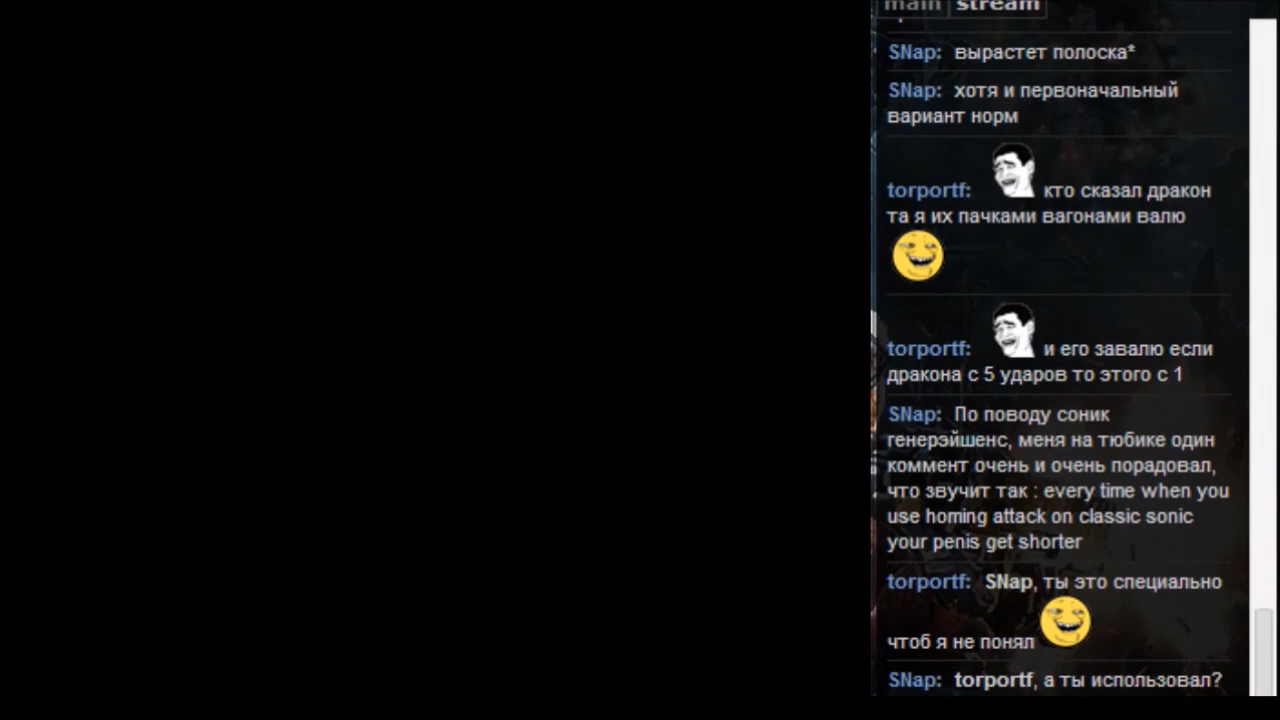 main stream
SNap: вырастет полоска*
SNap: хотя и первоначальный
вариант норм
torportf: кто сказал дракон
та я их пачками вагонами валю
torportf: и его завалю если
дракона с 5 ударов то этого с 1
SNap: По поводу соник
генерэйшенс, меня на тюбике один
коммент очень и очень порадовал,
что звучит так : every time when you
use homing attack on classic sonic
your penis get shorter
torportf: SNap, ты это специально
чтоб я не понял
SNap: torportf, а ты использовал?